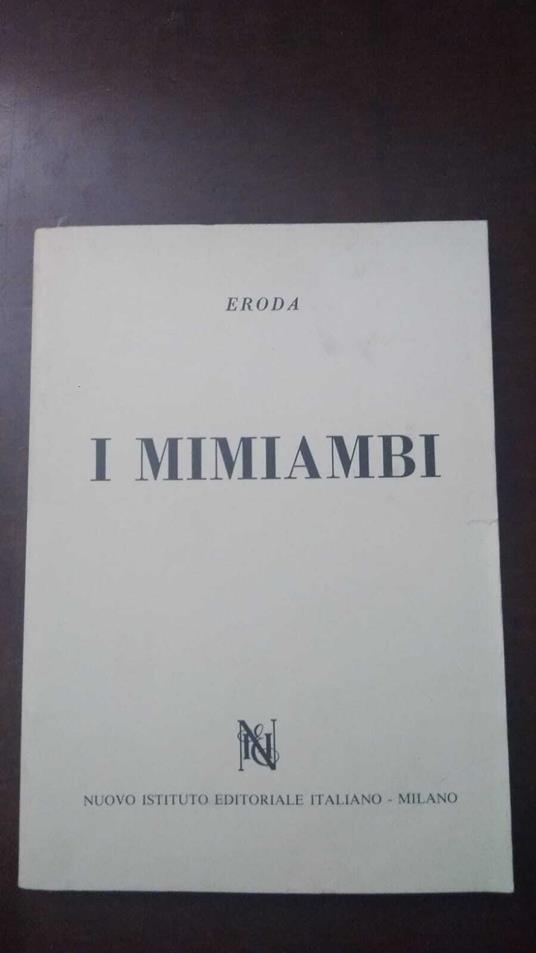 ERODA
I MIMIAMBI
NUOVO ISTITUTO EDITORIALE ITALIANO - MILANO